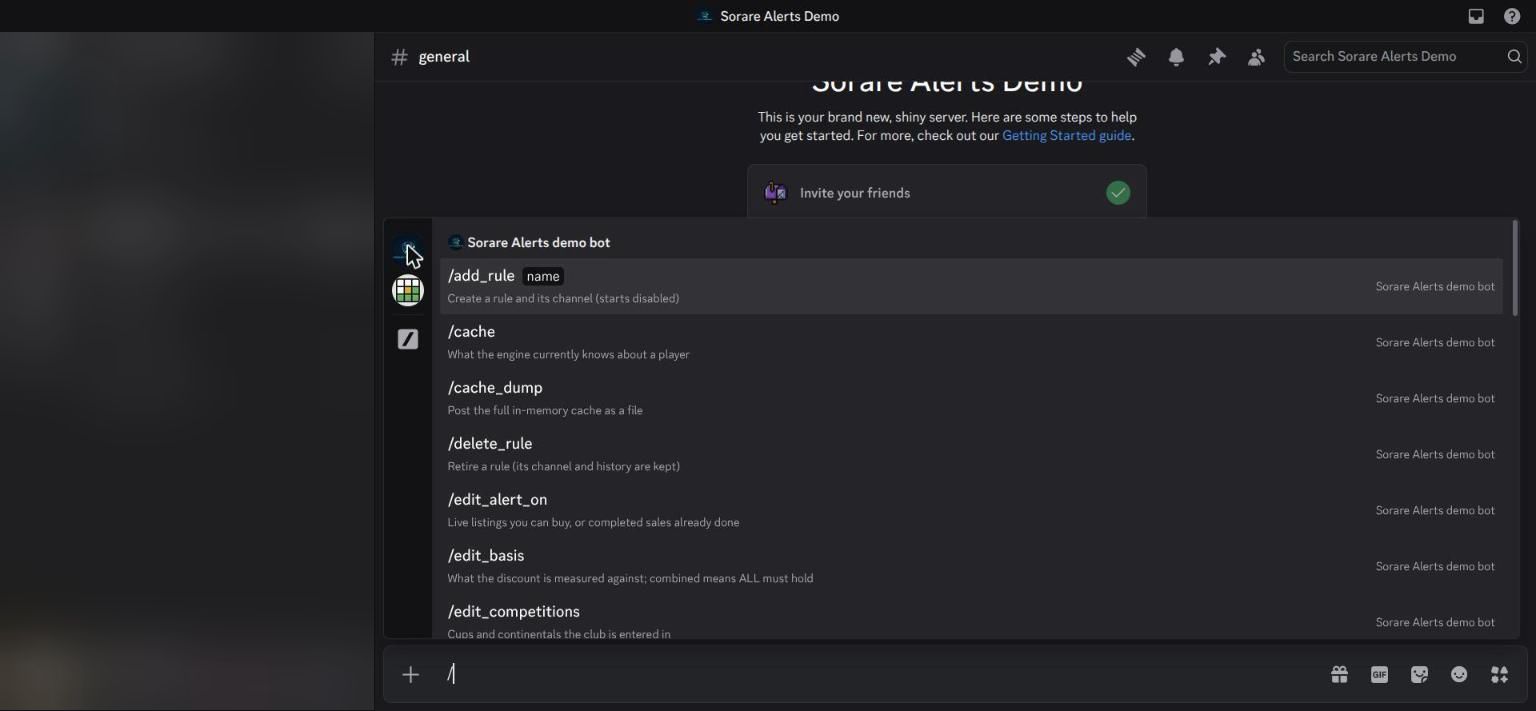 Sorare Alerts Demo
# general
Search Sorare Alerts Demo
Sorare Alerts Demo
This is your brand new, shiny server. Here are some steps to help
you get started. For more, check out our Getting Started guide.
Invite your friends
Sorare Alerts demo bot
/add_rule name
Create a rule and its channel (starts disabled)
Sorare Alerts demo bot
/cache
What the engine currently knows about a player
Sorare Alerts demo bot
/cache_dump
Post the full in-memory cache as a file
Sorare Alerts demo bot
/delete_rule
Retire a rule (its channel and history are kept)
Sorare Alerts demo bot
/edit_alert_on
Live listings you can buy, or completed sales already done
Sorare Alerts demo bot
/edit_basis
What the discount is measured against; combined means ALL must hold
Sorare Alerts demo bot
/edit_competitions
Cups and continentals the club is entered in
Sorare Alerts demo bot
/
GIF